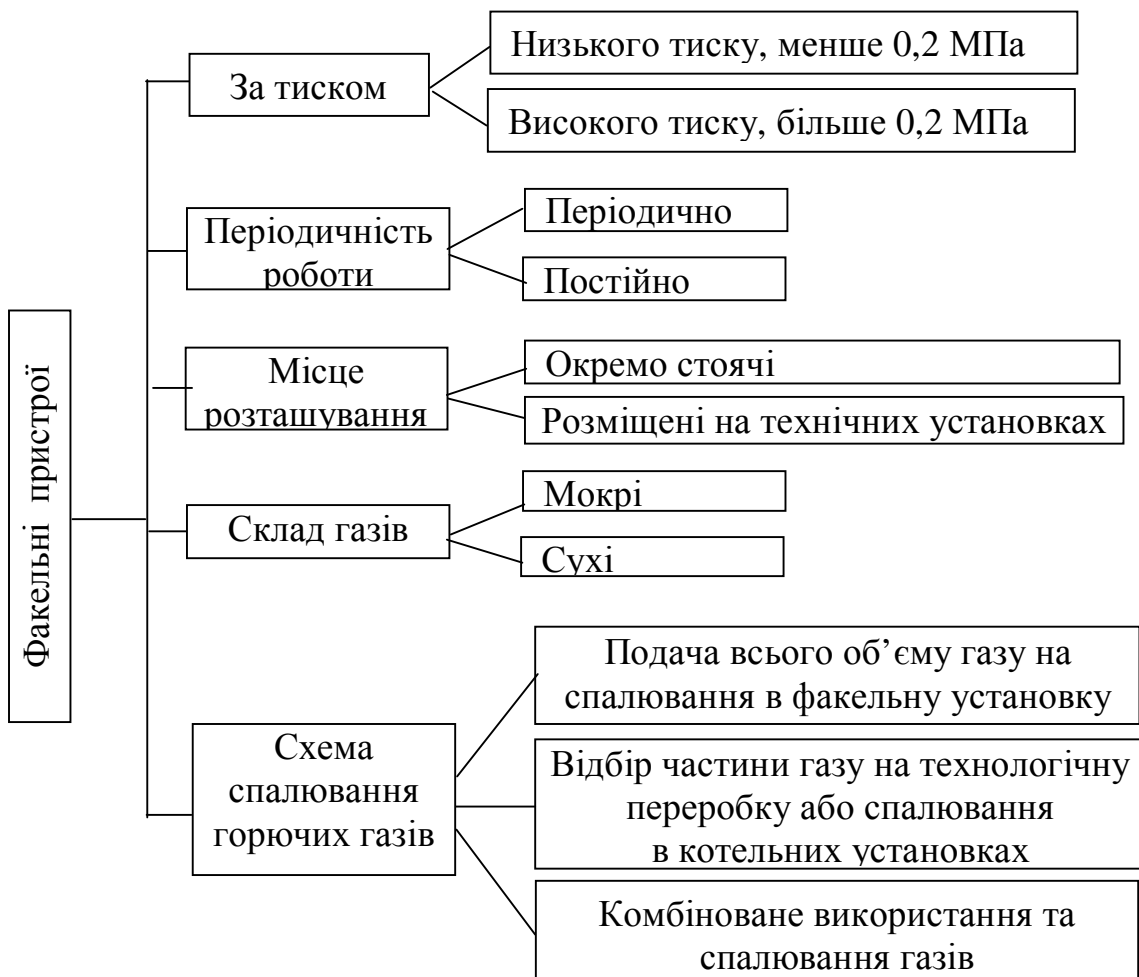 Факельні пристрої
За тиском
Низького тиску, менше 0,2 МПа
Високого тиску, більше 0,2 МПа
Періодичність
роботи
Періодично
Постійно
Місце
розташування
Окремо стоячі
Розміщені на технічних установках
Склад газів
Мокрі
Сухі
Схема
спалювання
горючих газів
Подача всього об’єму газу на
спалювання в факельну установку
Відбір частини газу на технологічну
переробку або спалювання
в котельних установках
Комбіноване використання та
спалювання газів